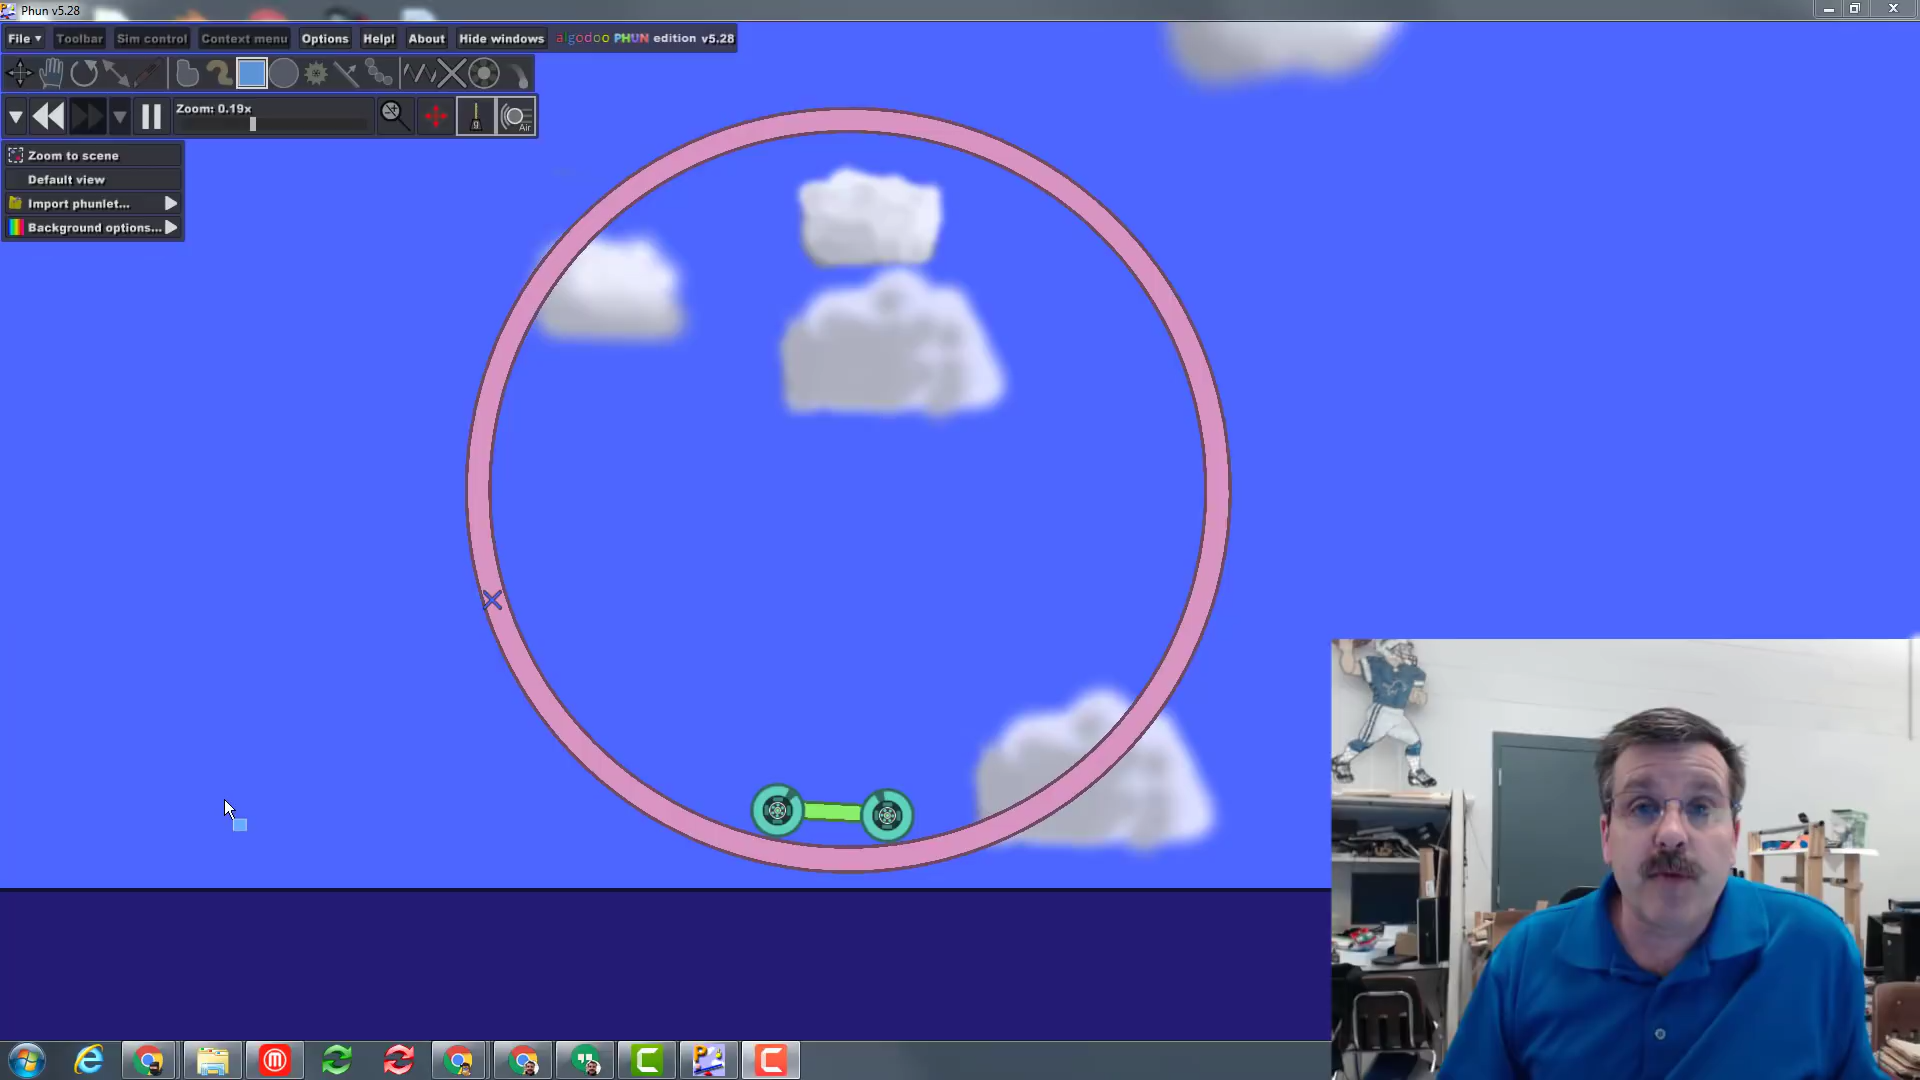 Phun v5.28
File Toolbar Sim control Context menu Options Help! About Hide windows algodoo PHUN edition v5.28
Zoom: 0.19x
Air
Zoom to scene
Default view
Import phunlet...
Background options...